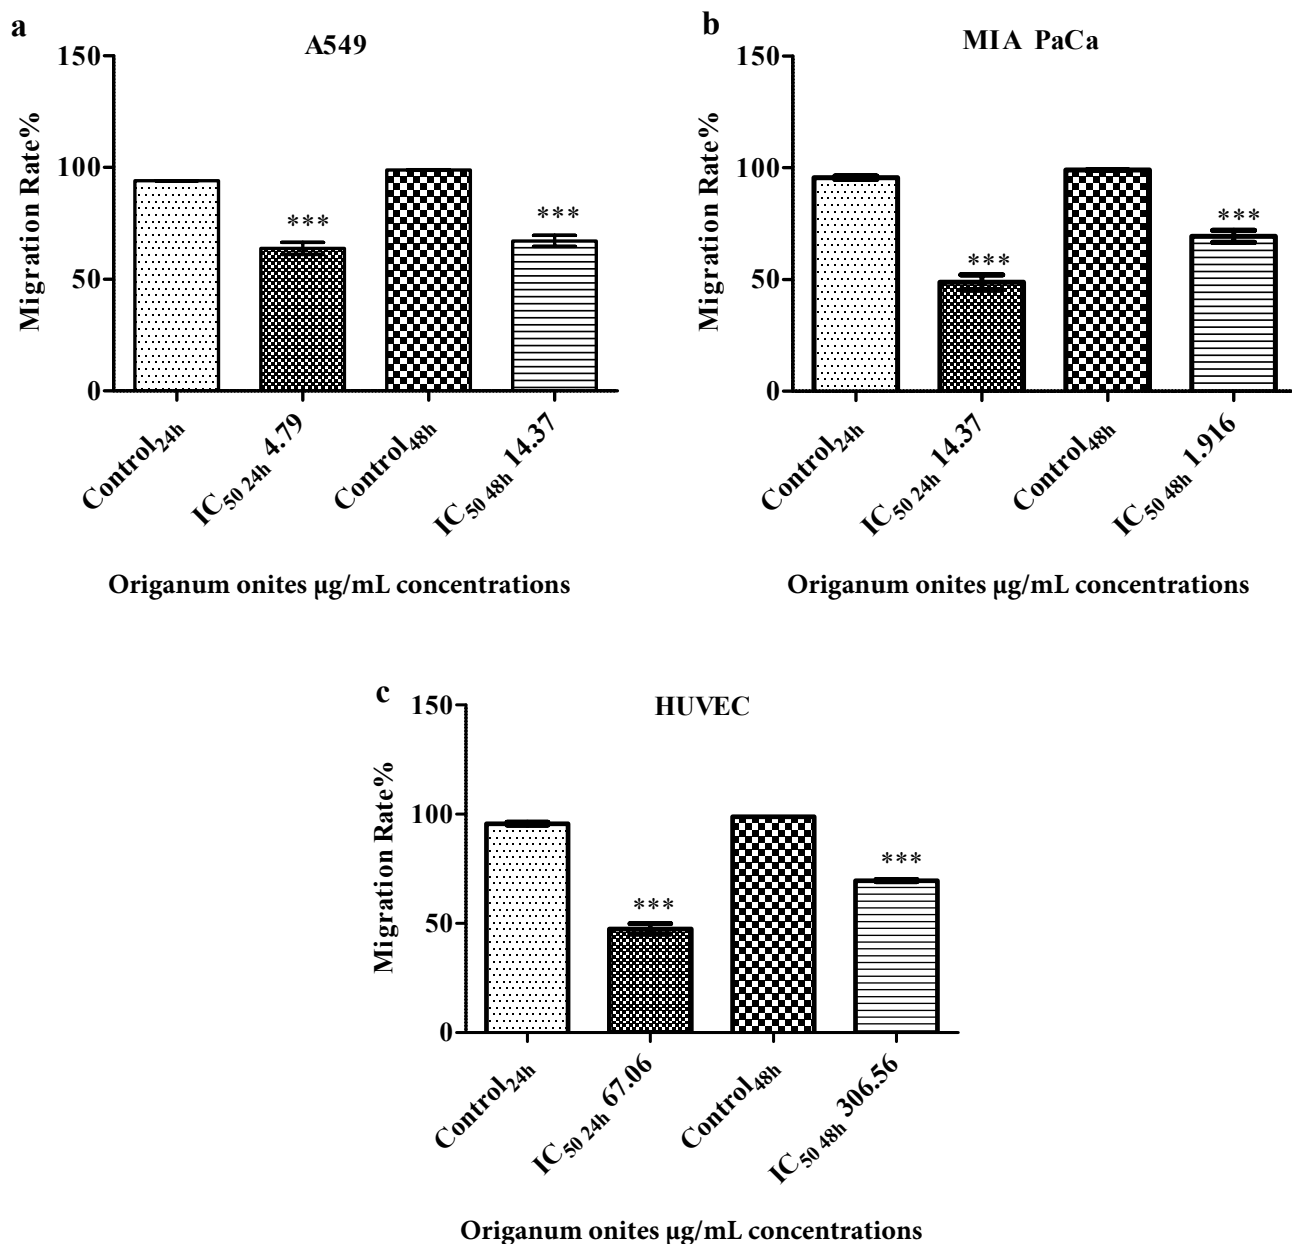 a
A549
150
100
50
0
Migration Rate%
***
***
Control24h
IC50 24h 4.79
Control48h
IC50 48h 14.37
Origanum onites µg/mL concentrations
b
MIA PaCa
150
100
50
0
Migration Rate%
***
***
Control24h
IC50 24h 14.37
Control48h
IC50 48h 1.916
Origanum onites µg/mL concentrations
c
HUVEC
150
100
50
0
Migration Rate%
***
***
Control24h
IC50 24h 67.06
Control48h
IC50 48h 306.56
Origanum onites µg/mL concentrations